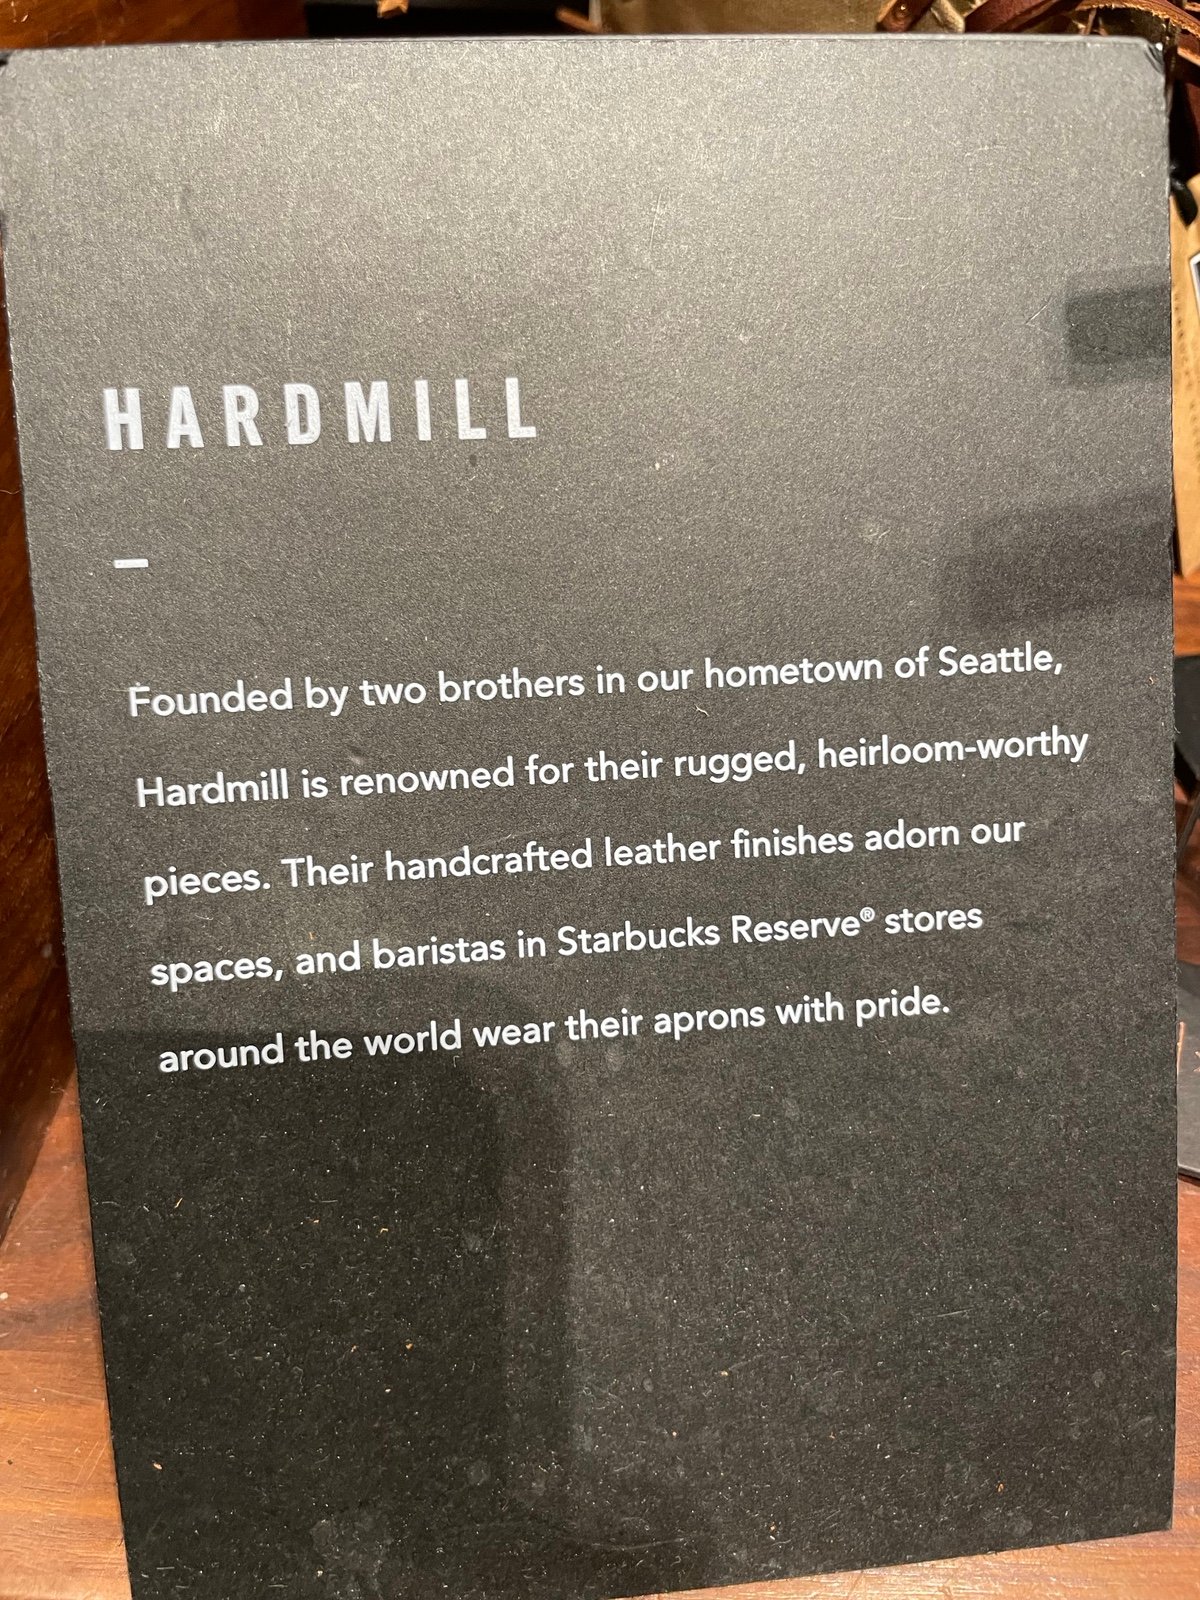 HARDMILL
–
Founded by two brothers in our hometown of Seattle,
Hardmill is renowned for their rugged, heirloom-worthy
pieces. Their handcrafted leather finishes adorn our
spaces, and baristas in Starbucks Reserve® stores
around the world wear their aprons with pride.